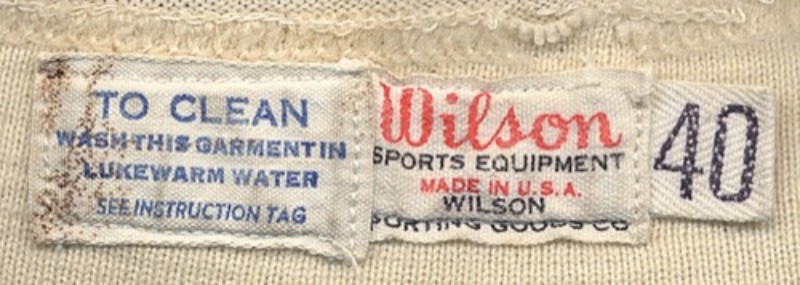 TO CLEAN
WASH THIS GARMENT IN
LUKEWARM WATER
SEE INSTRUCTION TAG
Wilson
SPORTS EQUIPMENT
MADE IN U.S.A.
WILSON
SPORTING GOODS CO
40